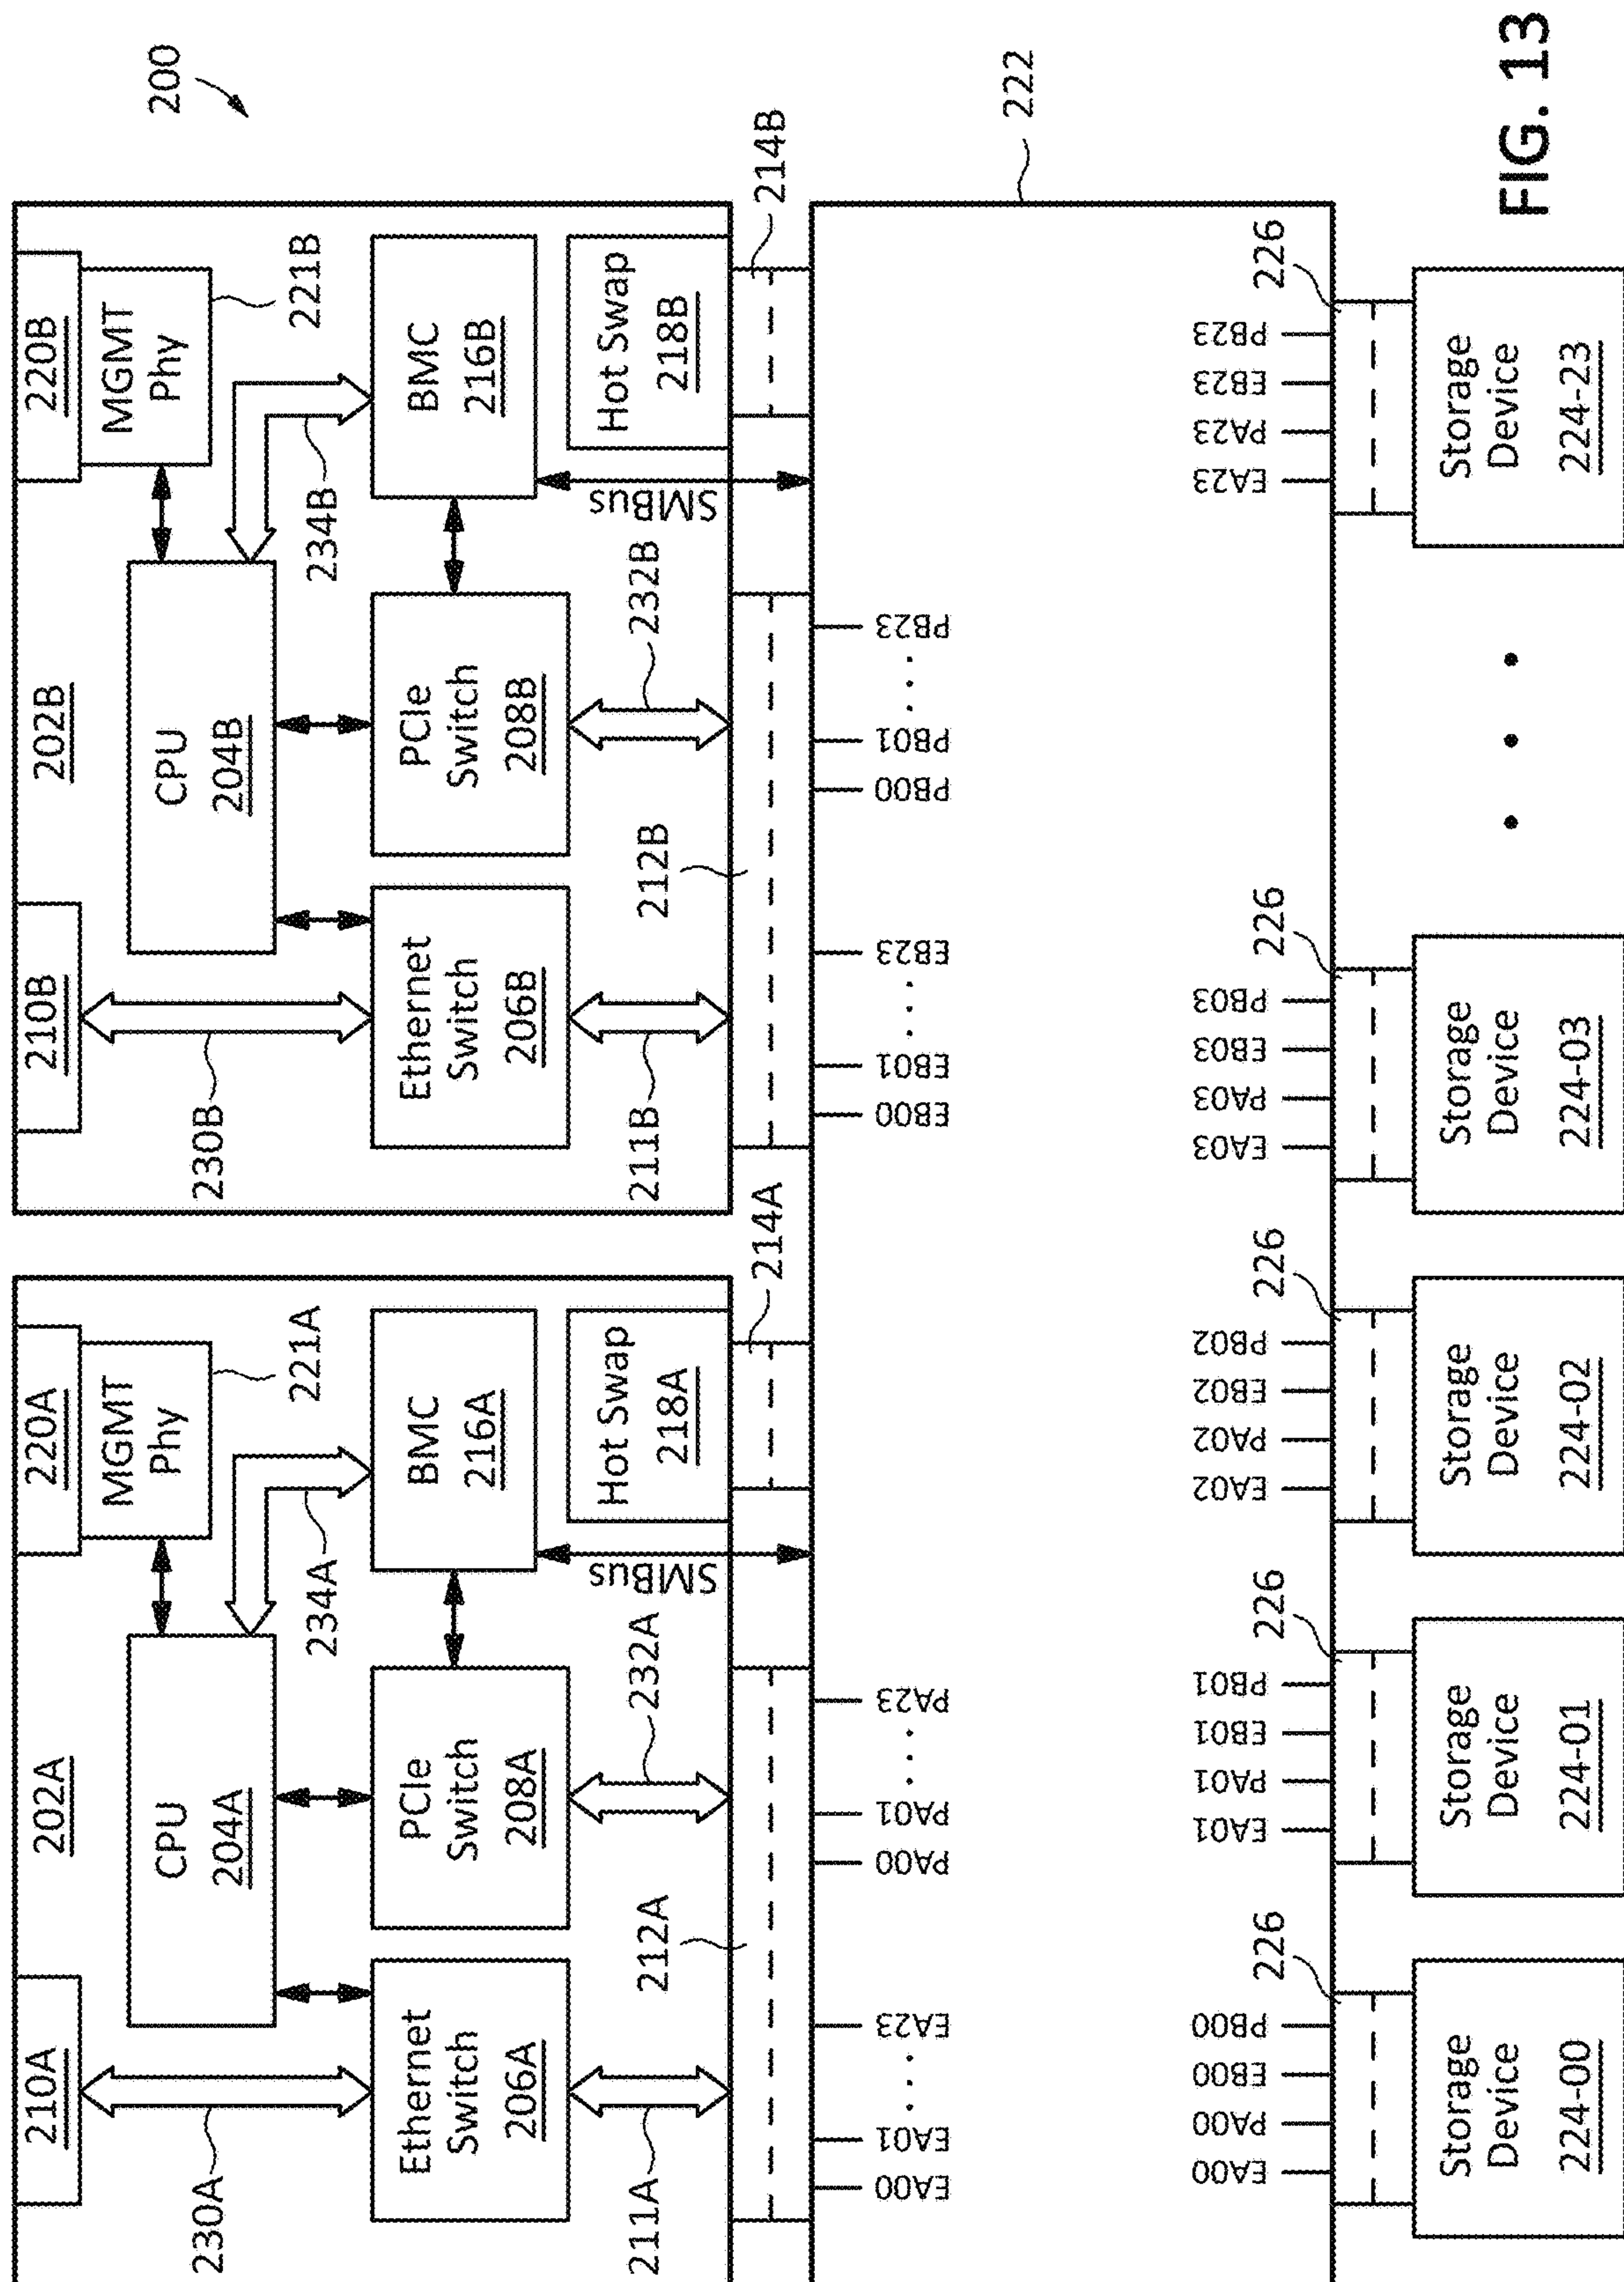 200
210A
202A
220A
210B
202B
220B
MGMT
Phy
MGMT
Phy
221A
221B
230A
230B
CPU
204A
CPU
204B
234A
234B
Ethernet
Switch
206A
PCIe
Switch
208A
BMC
216A
Ethernet
Switch
206B
PCIe
Switch
208B
BMC
216B
Hot Swap
218A
Hot Swap
218B
SMBus
SMBus
211A
212A
232A
211B
212B
232B
214A
214B
EA00
EA01
. . . .
EA23
PA00
PA01
. . . .
PA23
EB00
EB01
. . . .
EB23
PB00
PB01
. . . .
PB23
222
EA00
PA00
EB00
PB00
226
EA01
PA01
EB01
PB01
226
EA02
PA02
EB02
PB02
226
EA03
PA03
EB03
PB03
226
EA23
PA23
EB23
PB23
226
Storage
Device
224-00
Storage
Device
224-01
Storage
Device
224-02
Storage
Device
224-03
• • •
Storage
Device
224-23
FIG. 13